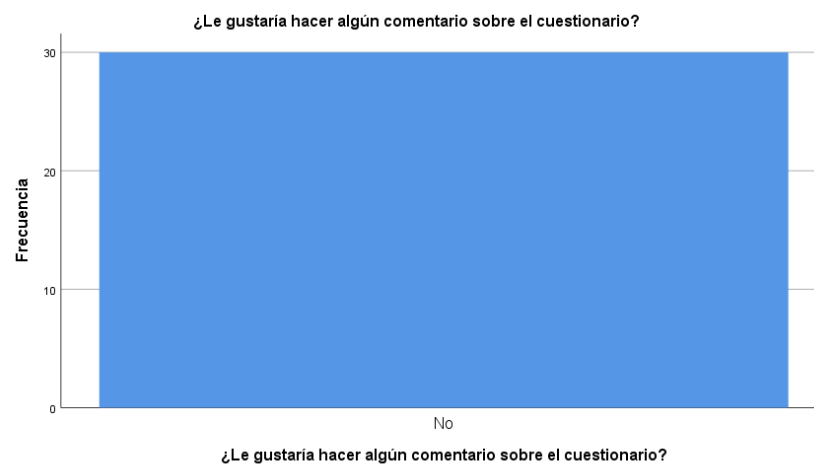 ¿Le gustaría hacer algún comentario sobre el cuestionario?
30
20
10
0
Frecuencia
No
¿Le gustaría hacer algún comentario sobre el cuestionario?